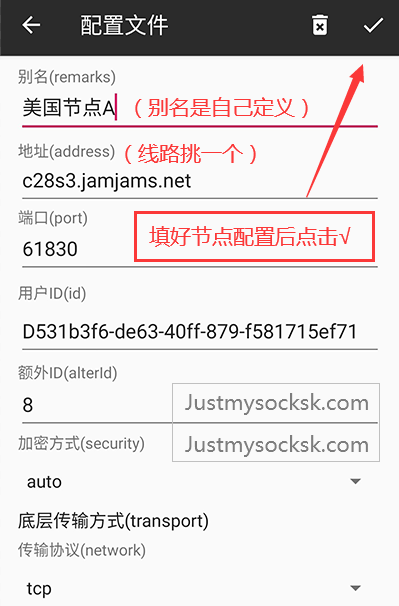 配置文件
别名(remarks)
美国节点A（别名是自己定义）
地址(address)（线路挑一个）
c28s3.jamjams.net
端口(port)
61830
填好节点配置后点击√
用户ID(id)
D531b3f6-de63-40ff-879-f581715ef71
额外ID(alterId)
8
Justmysocksk.com
加密方式(security)
Justmysocksk.com
auto
底层传输方式(transport)
传输协议(network)
tcp